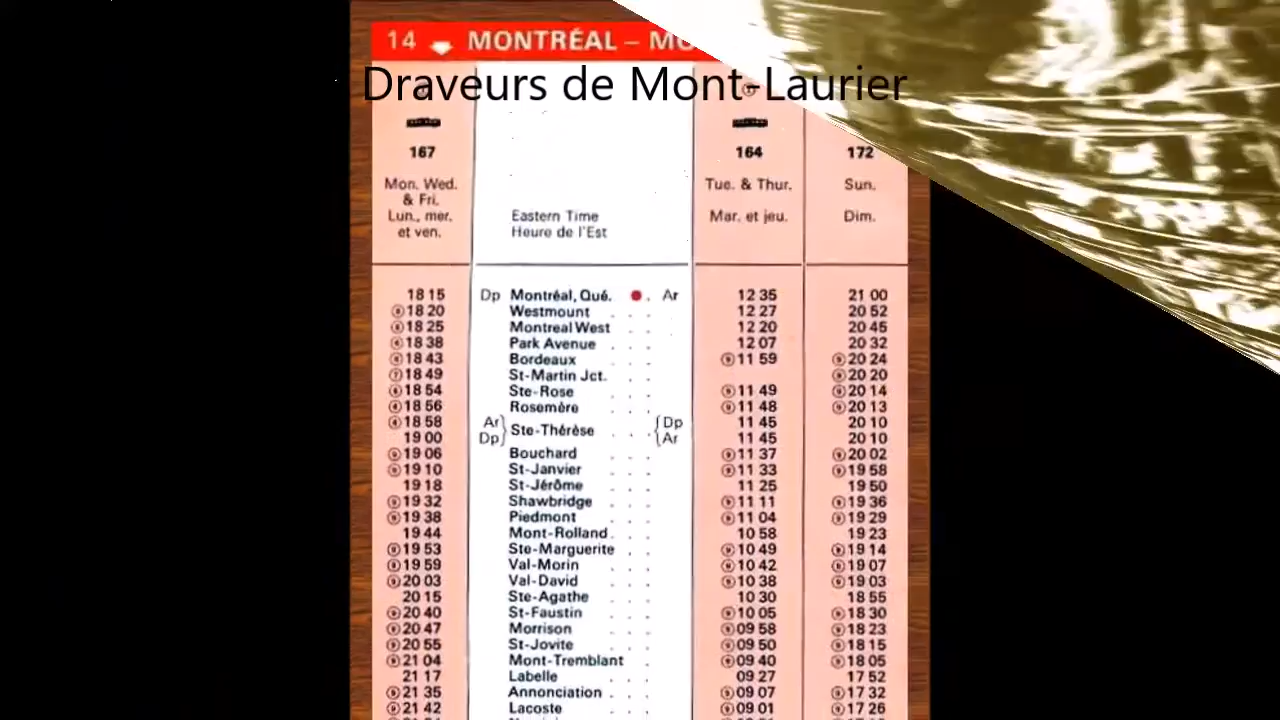 14 MONTRÉAL – MO
Draveurs de Mont-Laurier
167 164 172
Mon. Wed. & Fri. Tue. & Thur. Sun.
Lun., mer. et ven. Eastern Time Mar. et jeu. Dim.
Heure de l'Est
18 15 Dp Montréal, Qué. Ar 12 35 21 00
18 20 Westmount . . . 12 27 20 52
18 25 Montreal West . . 12 20 20 45
18 38 Park Avenue . . . 12 07 20 32
18 43 Bordeaux . . . 11 59 20 24
18 49 St-Martin Jct. . . 20 20
18 54 Ste-Rose . . . 11 49 20 14
18 56 Rosemère . . . 11 48 20 13
18 58 Ar Ste-Thérèse . . . Dp 11 45 20 10
19 00 Dp Ar 11 45 20 10
19 06 Bouchard . . . 11 37 20 02
19 10 St-Janvier . . . 11 33 19 58
19 18 St-Jérôme . . . 11 25 19 50
19 32 Shawbridge . . . 11 11 19 36
19 38 Piedmont . . . 11 04 19 29
19 44 Mont-Rolland . . . 10 58 19 23
19 53 Ste-Marguerite . . 10 49 19 14
19 59 Val-Morin . . . 10 42 19 07
20 03 Val-David . . . 10 38 19 03
20 15 Ste-Agathe . . . 10 30 18 55
20 40 St-Faustin . . . 10 05 18 30
20 47 Morrison . . . 09 58 18 23
20 55 St-Jovite . . . 09 50 18 15
21 04 Mont-Tremblant . 09 40 18 05
21 17 Labelle . . . 09 27 17 52
21 35 Annonciation . . . 09 07 17 32
21 42 Lacoste . . . 09 01 17 26